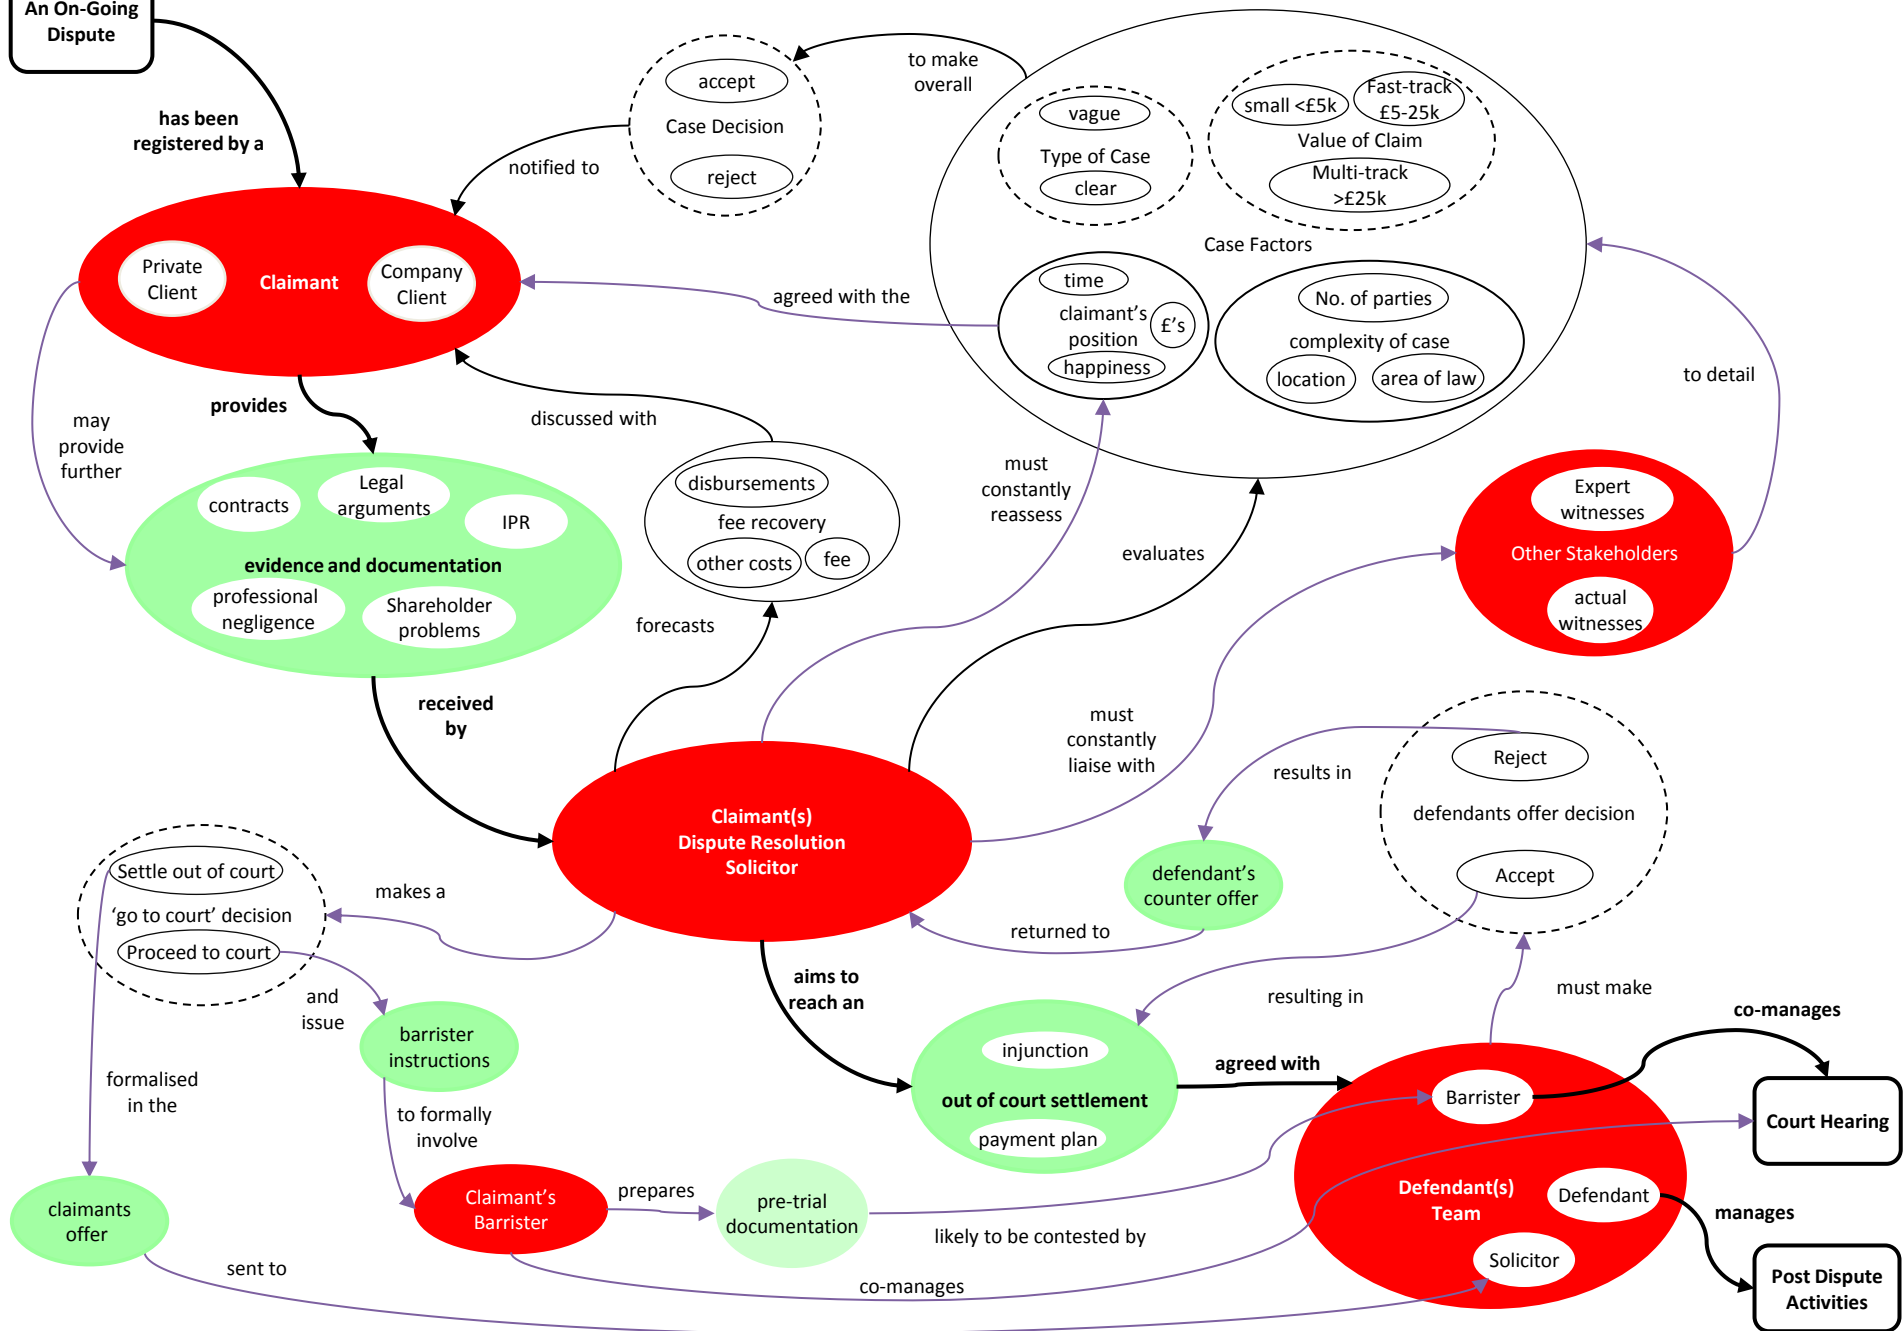 An On-Going
Dispute
has been
registered by a
accept
Case Decision
reject
notified to
to make
overall
vague
Type of Case
clear
small <£5k
Fast-track
£5-25k
Value of Claim
Multi-track
>£25k
Case Factors
time
claimant's
position
£'s
happiness
No. of parties
complexity of case
location
area of law
Private
Client
Claimant
Company
Client
agreed with the
to detail
provides
discussed with
may
provide
further
contracts
Legal
arguments
IPR
evidence and documentation
professional
negligence
Shareholder
problems
disbursements
fee recovery
other costs
fee
must
constantly
reassess
evaluates
Expert
witnesses
Other Stakeholders
actual
witnesses
forecasts
received
by
must
constantly
liaise with
Reject
defendants offer decision
Accept
results in
Claimant(s)
Dispute Resolution
Solicitor
defendant's
counter offer
Settle out of court
'go to court' decision
Proceed to court
makes a
returned to
aims to
reach an
and
issue
barrister
instructions
resulting in
must make
co-manages
injunction
out of court settlement
payment plan
agreed with
Barrister
Court Hearing
formalised
in the
to formally
involve
claimants
offer
Claimant's
Barrister
prepares
pre-trial
documentation
likely to be contested by
Defendant(s)
Team
Defendant
Solicitor
manages
sent to
co-manages
Post Dispute
Activities